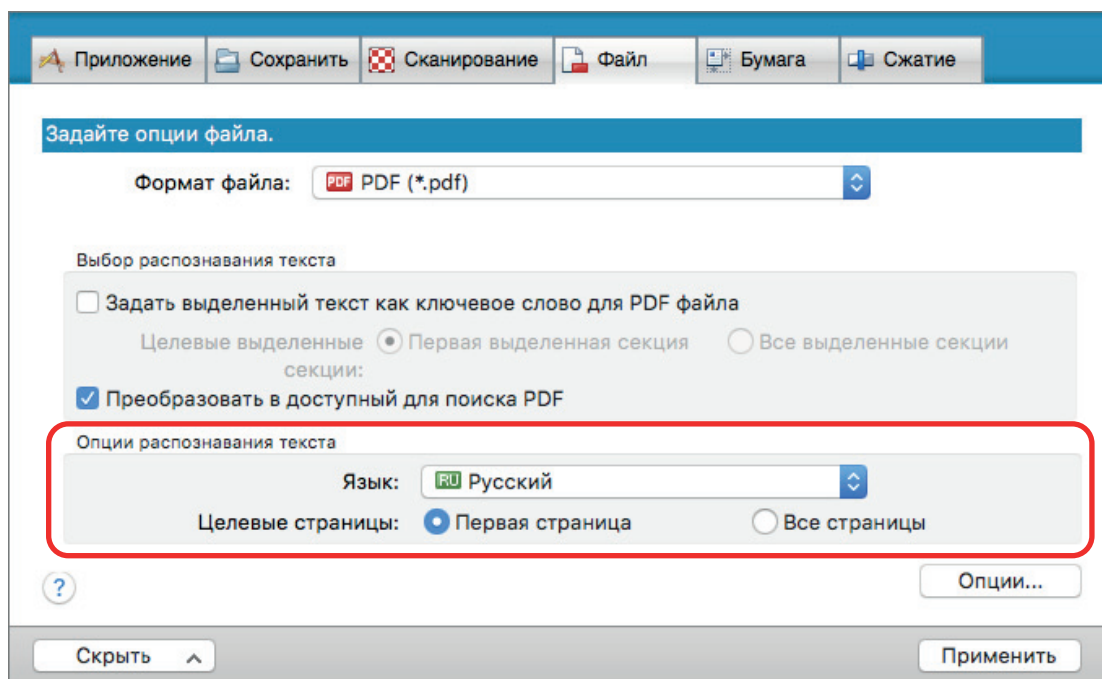 Приложение Сохранить Сканирование Файл Бумага Сжатие
Задайте опции файла.
Формат файла: PDF PDF (*.pdf)
Выбор распознавания текста
Задать выделенный текст как ключевое слово для PDF файла
Целевые выделенные Первая выделенная секция Все выделенные секции
секции:
Преобразовать в доступный для поиска PDF
Опции распознавания текста
Язык: RU Русский
Целевые страницы: Первая страница Все страницы
? Опции...
Скрыть Применить